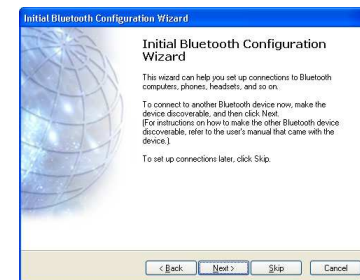 Initial Bluetooth Configuration Wizard
Initial Bluetooth Configuration
Wizard
This wizard can help you set up connections to Bluetooth
computers, phones, headsets, and so on.
To connect to another Bluetooth device now, make the
device discoverable, and then click Next.
(For instructions on how to make the other Bluetooth device
discoverable, refer to the user's manual that came with the
device.)
To set up connections later, click Skip.
< Back
Next >
Skip
Cancel